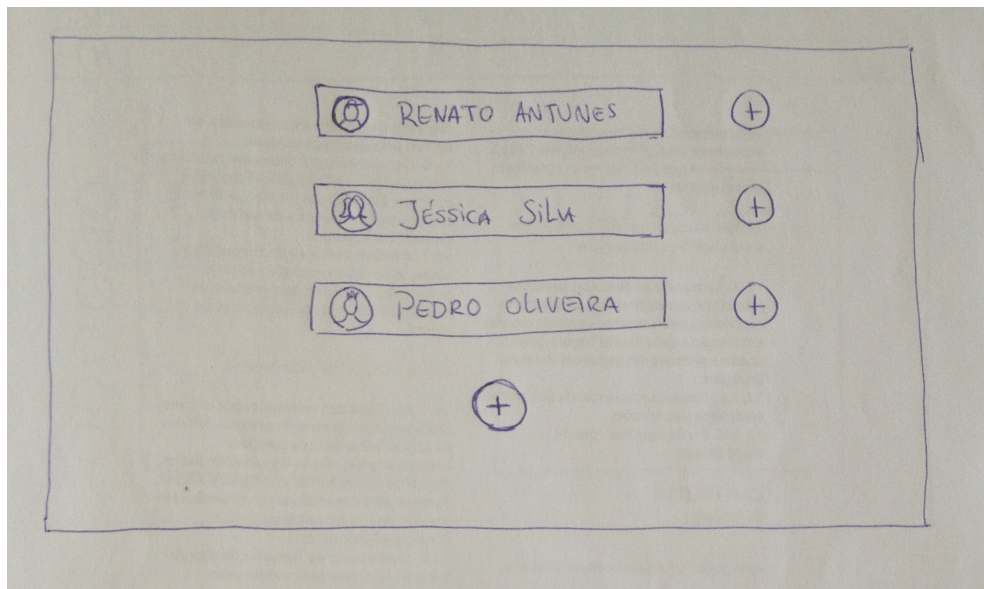 RENATO ANTUNES +
JÉSSICA SILVA +
PEDRO OLIVEIRA +
+